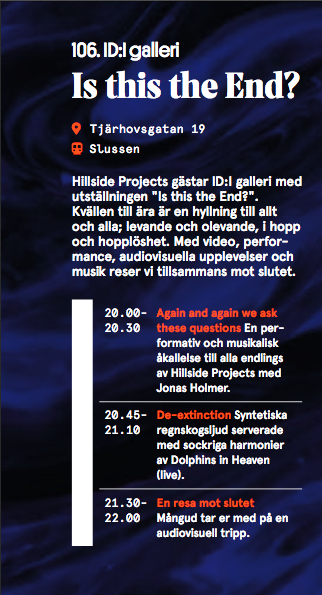 106. ID:I galleri
Is this the End?
Tjärhovsgatan 19
Slussen
Hillside Projects gästar ID:I galleri med
utställningen "Is this the End?".
Kvällen till ära är en hyllning till allt
och alla; levande och olevande, i hopp
och hopplöshet. Med video, perfor-
mance, audiovisuella upplevelser och
musik reser vi tillsammans mot slutet.
20.00- Again and again we ask
20.30 these questions En per-
formativ och musikalisk
åkallelse till alla endlings
av Hillside Projects med
Jonas Holmer.
20.45- De-extinction Syntetiska
21.10 regnskogsljud serverade
med sockriga harmonier
av Dolphins in Heaven
(live).
21.30- En resa mot slutet
22.00 Mångud tar er med på en
audiovisuell tripp.